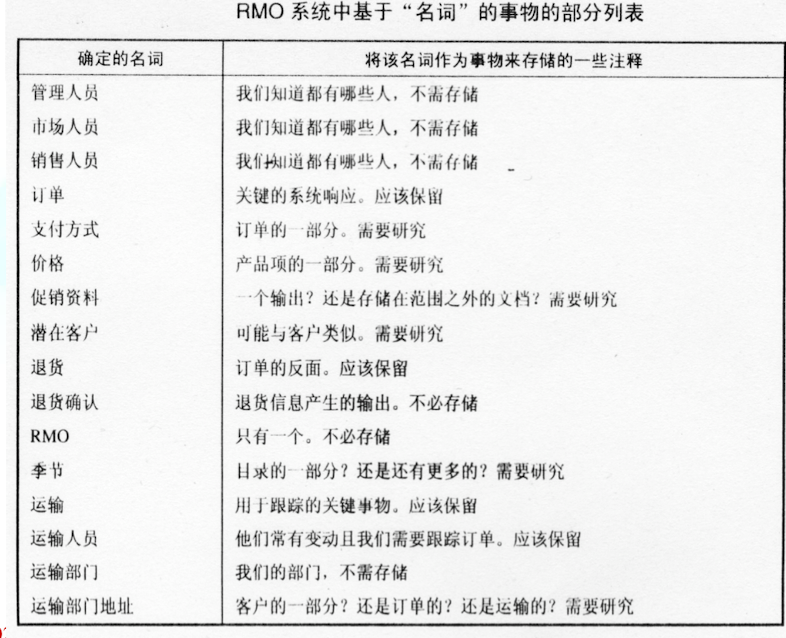 RMO 系统中基于“名词”的事物的部分列表
确定的名词 将该名词作为事物来存储的一些注释
管理人员 我们知道都有哪些人，不需存储
市场人员 我们知道都有哪些人，不需存储
销售人员 我们知道都有哪些人，不需存储
订单 关键的系统响应。应该保留
支付方式 订单的一部分。需要研究
价格 产品项的一部分。需要研究
促销资料 一个输出？还是存储在范围之外的文档？需要研究
潜在客户 可能与客户类似。需要研究
退货 订单的反面。应该保留
退货确认 退货信息产生的输出。不必存储
RMO 只有一个。不必存储
季节 目录的一部分？还是还有更多的？需要研究
运输 用于跟踪的关键事物。应该保留
运输人员 他们常有变动且我们需要跟踪订单。应该保留
运输部门 我们的部门，不需存储
运输部门地址 客户的一部分？还是订单的？还是运输的？需要研究